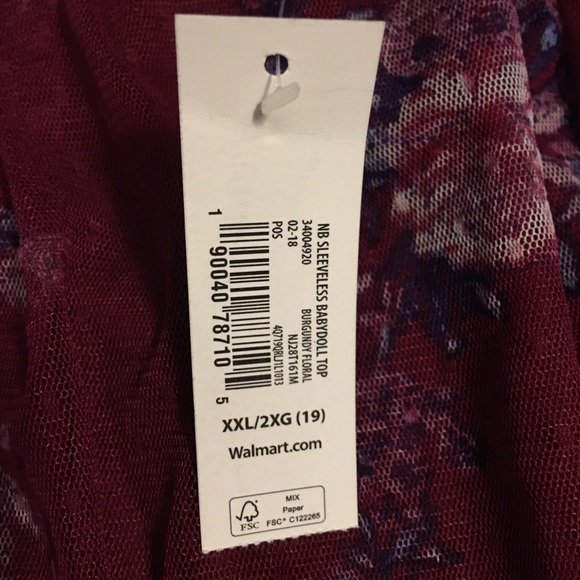 NB SLEEVELESS BABYDOLL TOP
34004920 BURGUNDY FLORAL
02-18 NJ28T161M
POS 40719QRLJ1L1013
1 90040 78710 5
XXL/2XG (19)
Walmart.com
MIX
Paper
FSC FSC® C122265